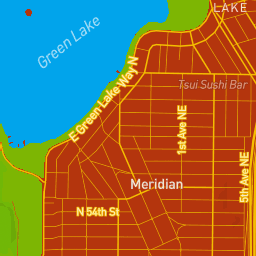 LAKE
Green Lake
Tsui Sushi Bar
E Green Lake Way N
1st Ave NE
5th Ave NE
Meridian
N 54th St